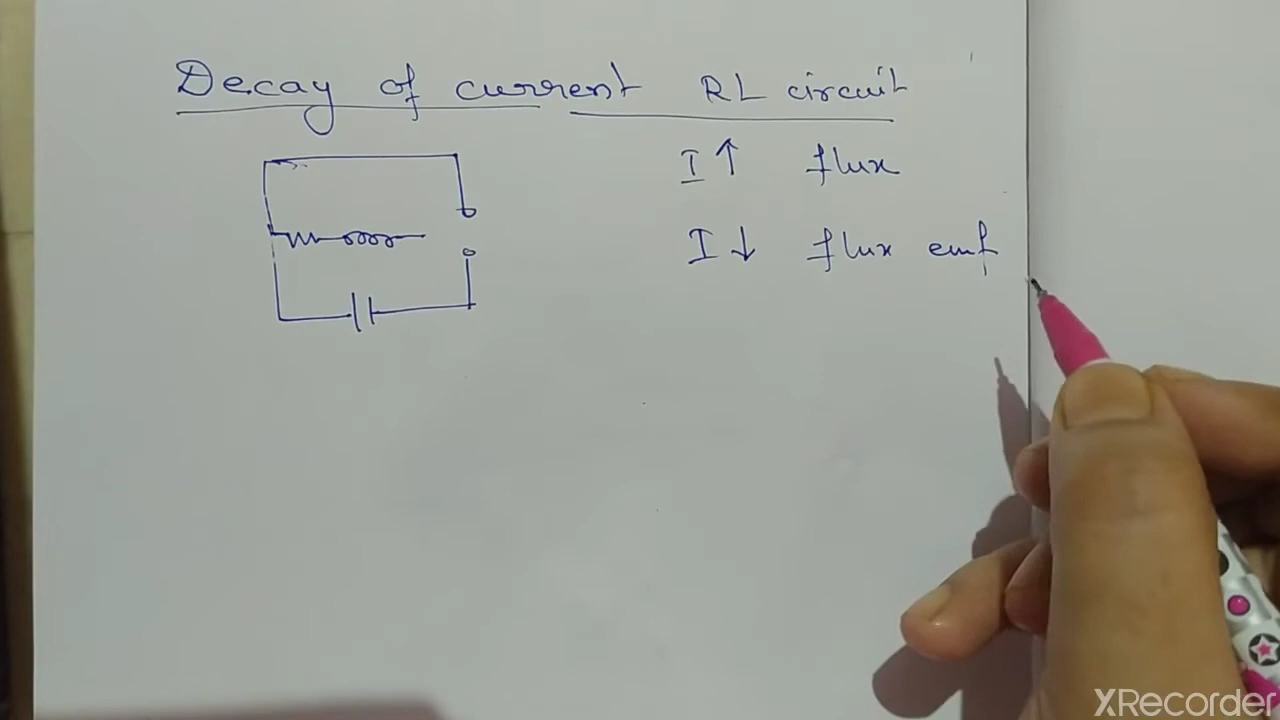 Decay of current RL circuit
I ↑ flux
I ↓ flux emf
XRecorder